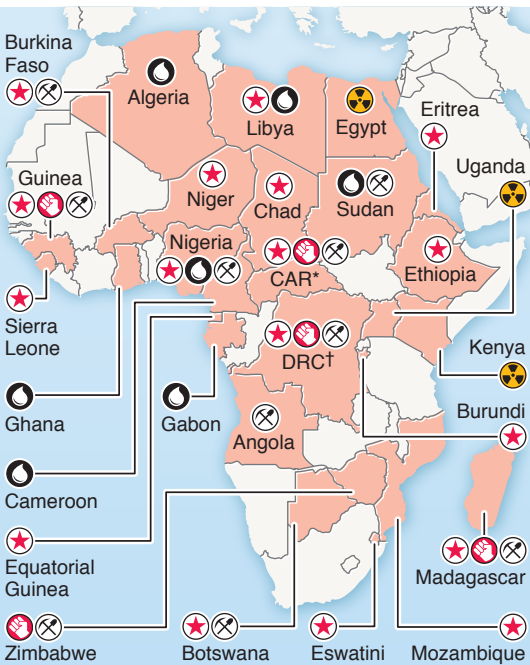 Burkina
Faso
Algeria
Libya
Egypt
Eritrea
Uganda
Guinea
Niger
Chad
Sudan
Nigeria
CAR*
Ethiopia
Sierra
Leone
DRC†
Kenya
Ghana
Gabon
Angola
Burundi
Cameroon
Equatorial
Guinea
Madagascar
Zimbabwe
Botswana
Eswatini
Mozambique